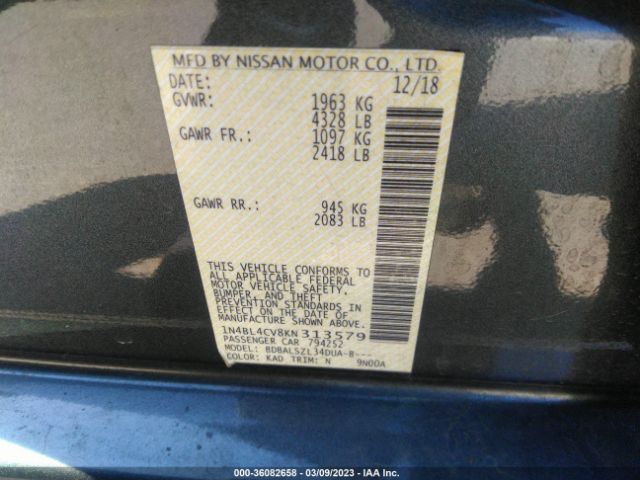 MFD BY NISSAN MOTOR CO., LTD.
DATE: 12/18
GVWR: 1963 KG
4328 LB
GAWR FR.: 1097 KG
2418 LB
GAWR RR.: 945 KG
2083 LB
THIS VEHICLE CONFORMS TO
ALL APPLICABLE FEDERAL
MOTOR VEHICLE SAFETY,
BUMPER, AND THEFT
PREVENTION STANDARDS IN
EFFECT ON THE DATE OF
MANUFACTURE SHOWN ABOVE.
1N4BL4CV8KN313579
PASSENGER CAR 794252
MODEL: BDBALSZL34DUA-B---
COLOR: KAD TRIM: N 9N00A
000-36082658 - 03/09/2023 - IAA Inc.